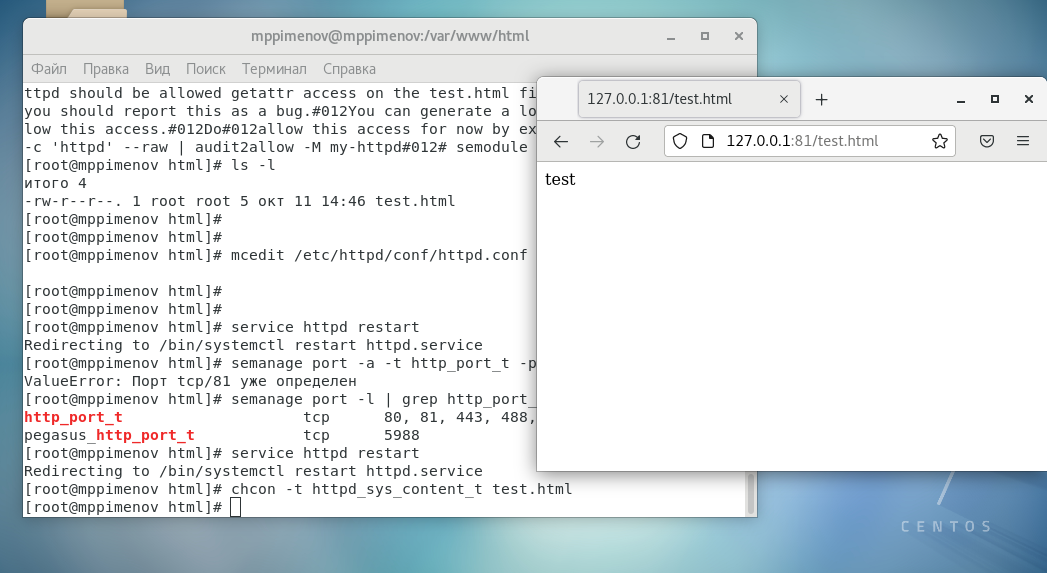 mppimenov@mppimenov:/var/www/html
Файл Правка Вид Поиск Терминал Справка
ttpd should be allowed getattr access on the test.html fi
you should report this as a bug.#012You can generate a lo
low this access.#012Do#012allow this access for now by ex
-c 'httpd' --raw | audit2allow -M my-httpd#012# semodule
[root@mppimenov html]# ls -l
итого 4
-rw-r--r--. 1 root root 5 окт 11 14:46 test.html
[root@mppimenov html]#
[root@mppimenov html]#
[root@mppimenov html]# mcedit /etc/httpd/conf/httpd.conf
[root@mppimenov html]#
[root@mppimenov html]#
[root@mppimenov html]# service httpd restart
Redirecting to /bin/systemctl restart httpd.service
[root@mppimenov html]# semanage port -a -t http_port_t -p
ValueError: Порт tcp/81 уже определен
[root@mppimenov html]# semanage port -l | grep http_port_
http_port_t tcp 80, 81, 443, 488,
pegasus_http_port_t tcp 5988
[root@mppimenov html]# service httpd restart
Redirecting to /bin/systemctl restart httpd.service
[root@mppimenov html]# chcon -t httpd_sys_content_t test.html
[root@mppimenov html]#
127.0.0.1:81/test.html
127.0.0.1:81/test.html
test
CENTOS